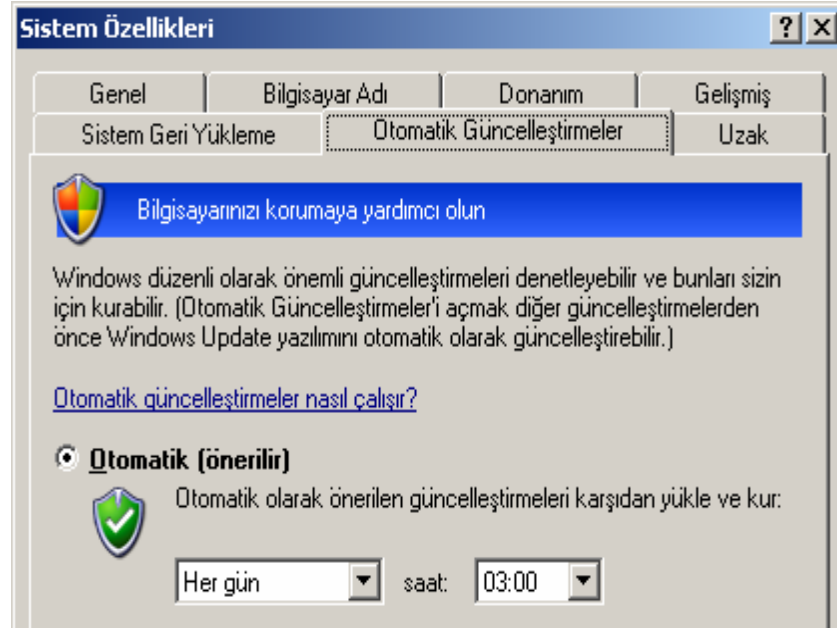 Sistem Özellikleri
Genel Bilgisayar Adı Donanım Gelişmiş
Sistem Geri Yükleme Otomatik Güncelleştirmeler Uzak
Bilgisayarınızı korumaya yardımcı olun
Windows düzenli olarak önemli güncelleştirmeleri denetleyebilir ve bunları sizin
için kurabilir. (Otomatik Güncelleştirmeler'i açmak diğer güncelleştirmelerden
önce Windows Update yazılımını otomatik olarak güncelleştirebilir.)
Otomatik güncelleştirmeler nasıl çalışır?
Otomatik (önerilir)
Otomatik olarak önerilen güncelleştirmeleri karşıdan yükle ve kur:
Her gün saat: 03:00